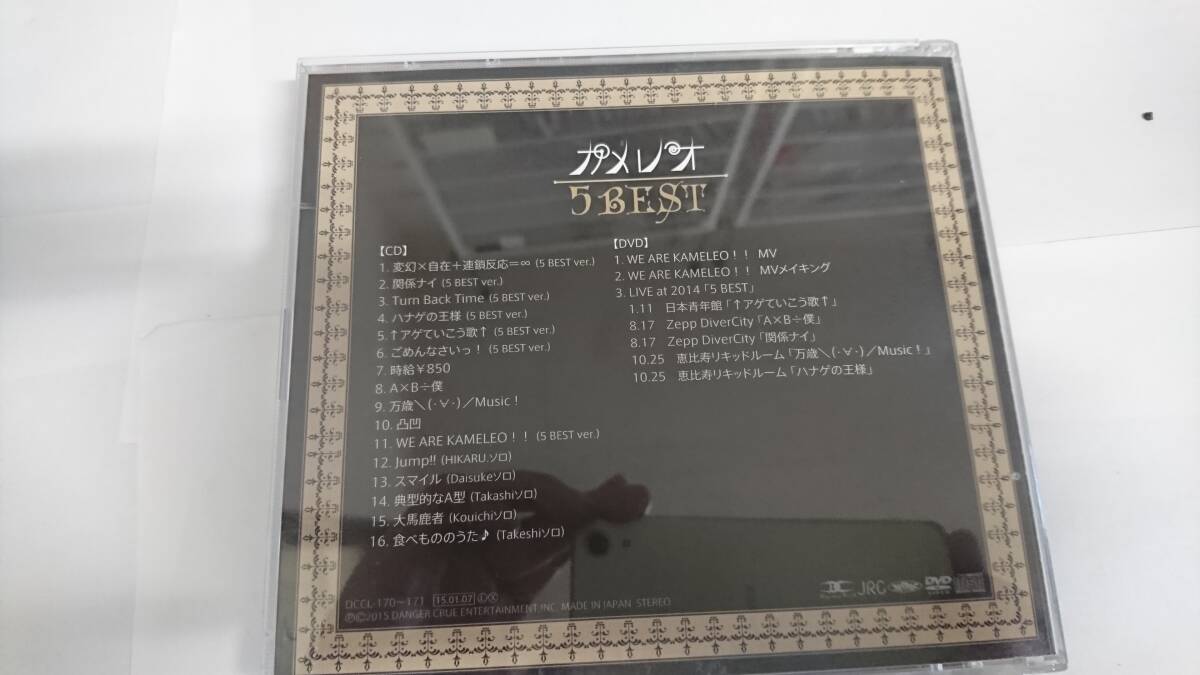 カメレオ
5 BEST
【CD】
1. 変幻×自在＋連鎖反応＝∞ (5 BEST ver.)
2. 関係ナイ (5 BEST ver.)
3. Turn Back Time (5 BEST ver.)
4. ハナゲの王様 (5 BEST ver.)
5. ↑アゲていこう歌↑ (5 BEST ver.)
6. ごめんなさいっ！ (5 BEST ver.)
7. 時給￥850
8. A×B÷僕
9. 万歳＼(・∀・)／Music！
10. 凸凹
11. WE ARE KAMELEO！！ (5 BEST ver.)
12. Jump!! (HIKARU.ソロ)
13. スマイル (Daisukeソロ)
14. 典型的なA型 (Takashiソロ)
15. 大馬鹿者 (Kouichiソロ)
16. 食べもののうた♪ (Takeshiソロ)
【DVD】
1. WE ARE KAMELEO！！ MV
2. WE ARE KAMELEO！！ MVメイキング
3. LIVE at 2014「5 BEST」
1.11 日本青年館「↑アゲていこう歌↑」
8.17 Zepp DiverCity「A×B÷僕」
8.17 Zepp DiverCity「関係ナイ」
10.25 恵比寿リキッドルーム「万歳＼(・∀・)／Music！」
10.25 恵比寿リキッドルーム「ハナゲの王様」
DCCL-170～171 15.01.07 ⓁⓍ
ⓅⒸ2015 DANGER CRUE ENTERTAINMENT INC. MADE IN JAPAN STEREO
JRC
DVD